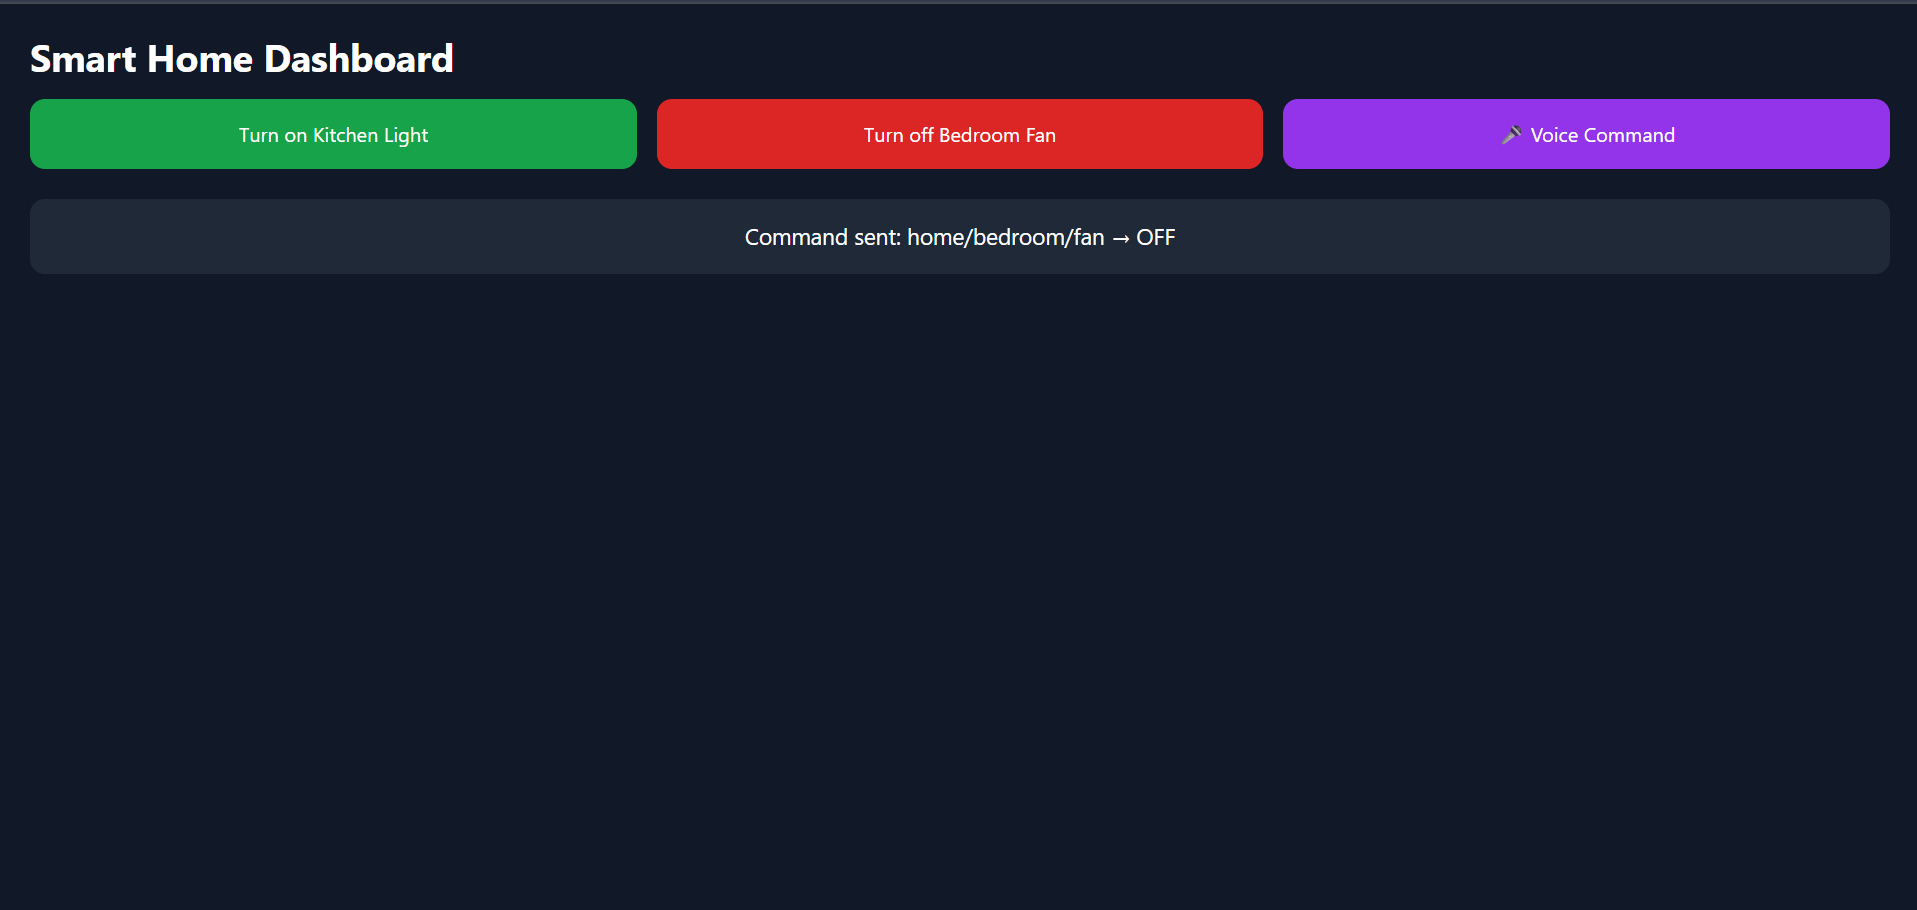 Smart Home Dashboard
Turn on Kitchen Light
Turn off Bedroom Fan
🎤 Voice Command
Command sent: home/bedroom/fan → OFF